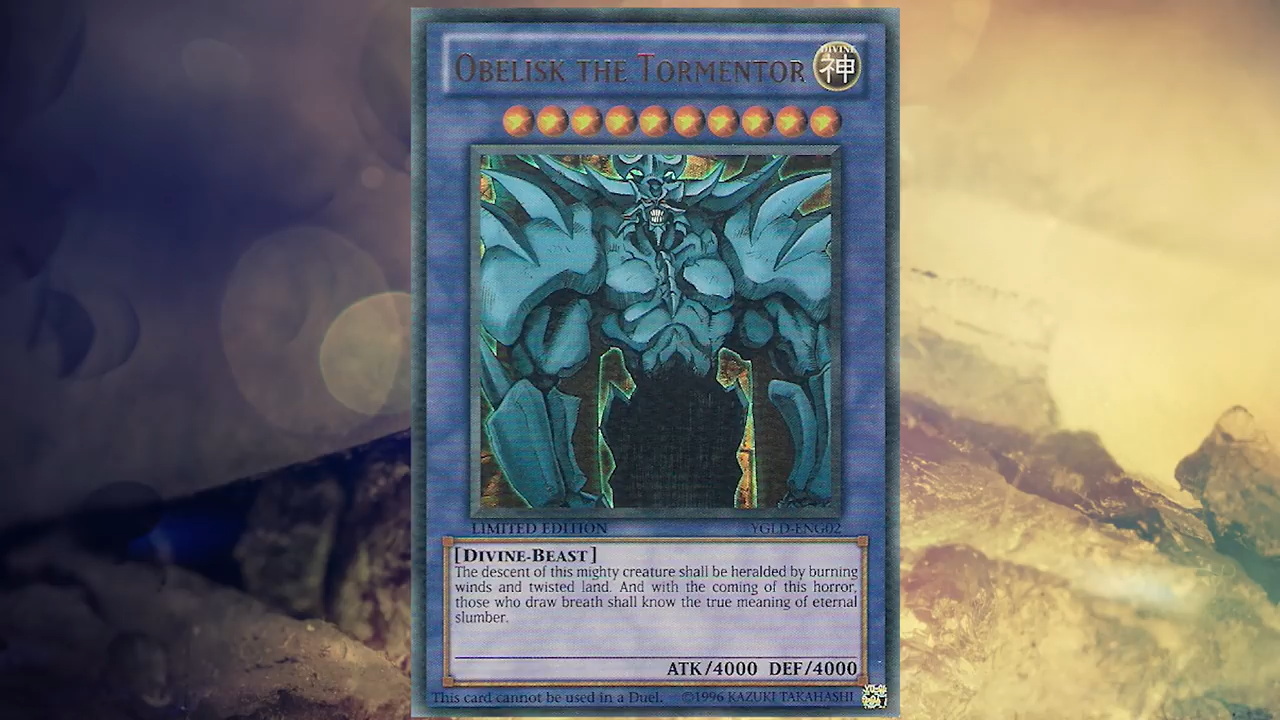 OBELISK THE TORMENTOR
DIVINE
神
LIMITED EDITION
YGLD-ENG02
[DIVINE-BEAST]
The descent of this mighty creature shall be heralded by burning
winds and twisted land. And with the coming of this horror,
those who draw breath shall know the true meaning of eternal
slumber.
ATK/4000 DEF/4000
This card cannot be used in a Duel. ©1996 KAZUKI TAKAHASHI